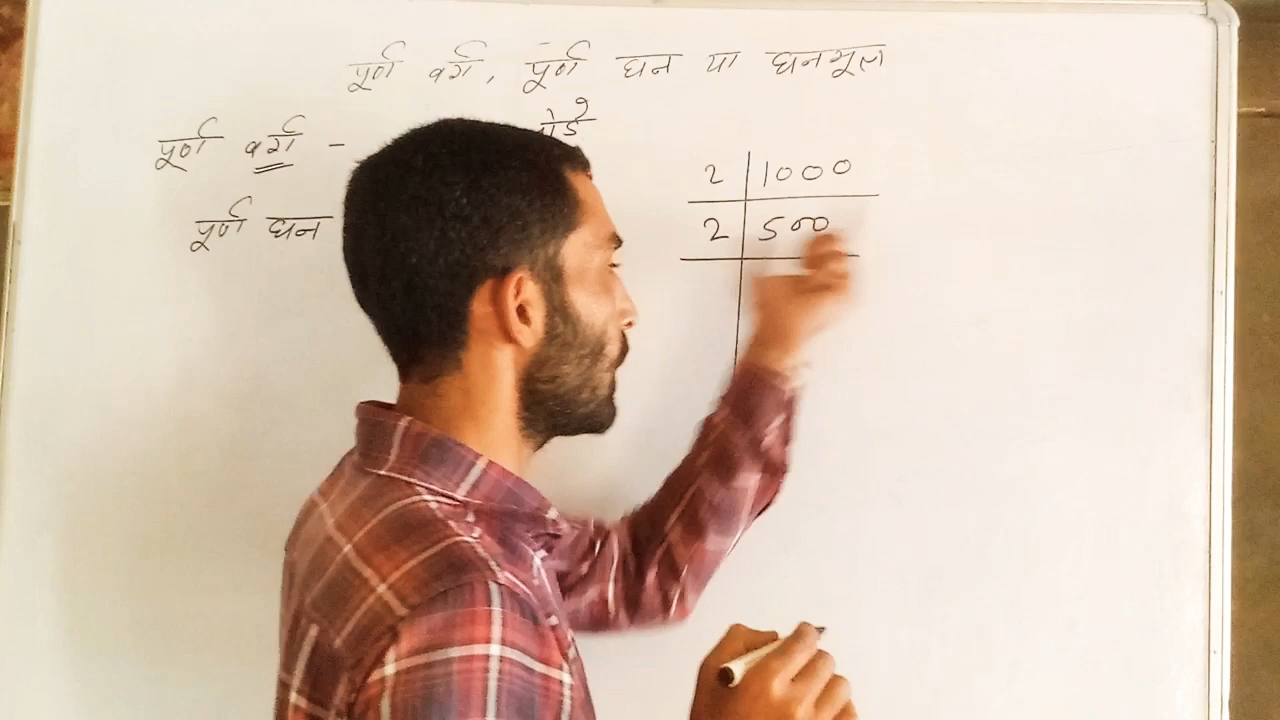 पूर्ण वर्ग, पूर्ण घन या घनमूल
पूर्ण वर्ग -
पूर्ण घन
2 | 1000
2 | 500